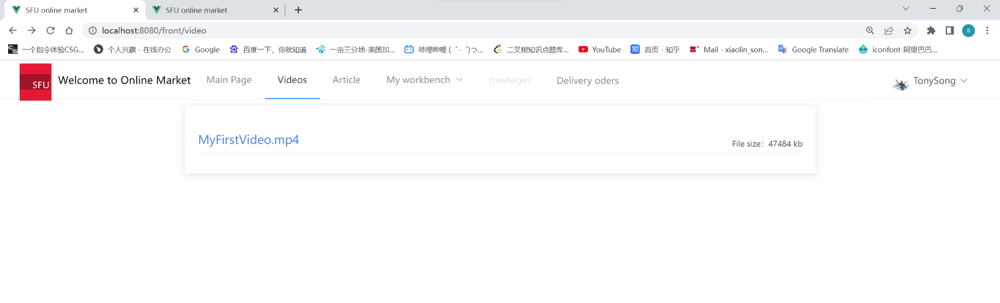 SFU online market
SFU online market
localhost:8080/front/video
S
一个指令体验CSG... 个人兴趣 - 在线办公 Google 百度一下，你就知道 一亩三分地-美国加... 哔哩哔哩 (゜-゜)つ... 二叉树知识点题库... YouTube 知 首页 - 知乎 Mail - xiaolin_son... Google Translate iconfont-阿里巴巴...
SFU Welcome to Online Market Main Page Videos Article My workbench messages Delivery oders TonySong
MyFirstVideo.mp4 File size：47484 kb